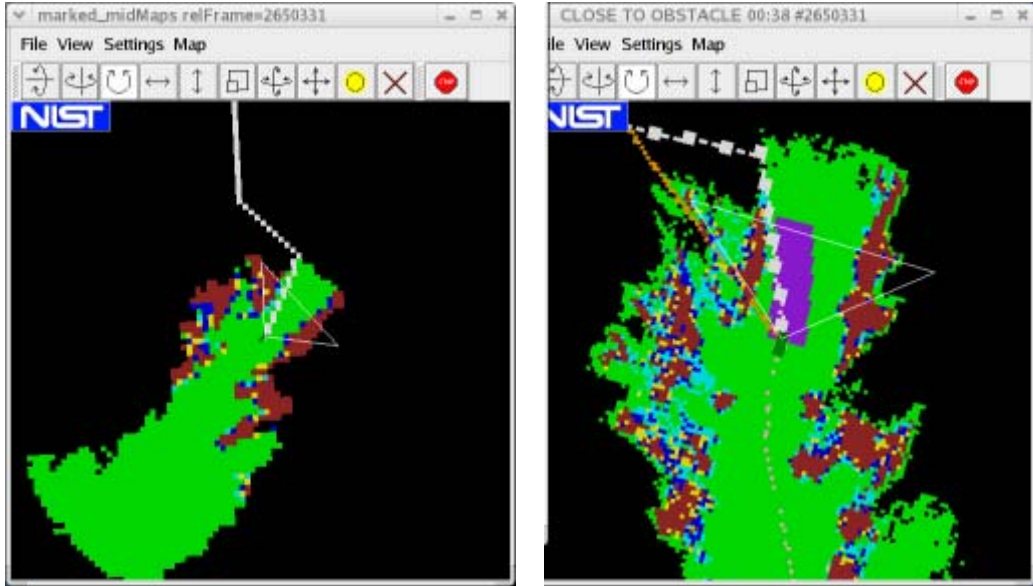 marked_midMaps relFrame=2650331
File View Settings Map
NIST
CLOSE TO OBSTACLE 00:38 #2650331
ile View Settings Map
NIST